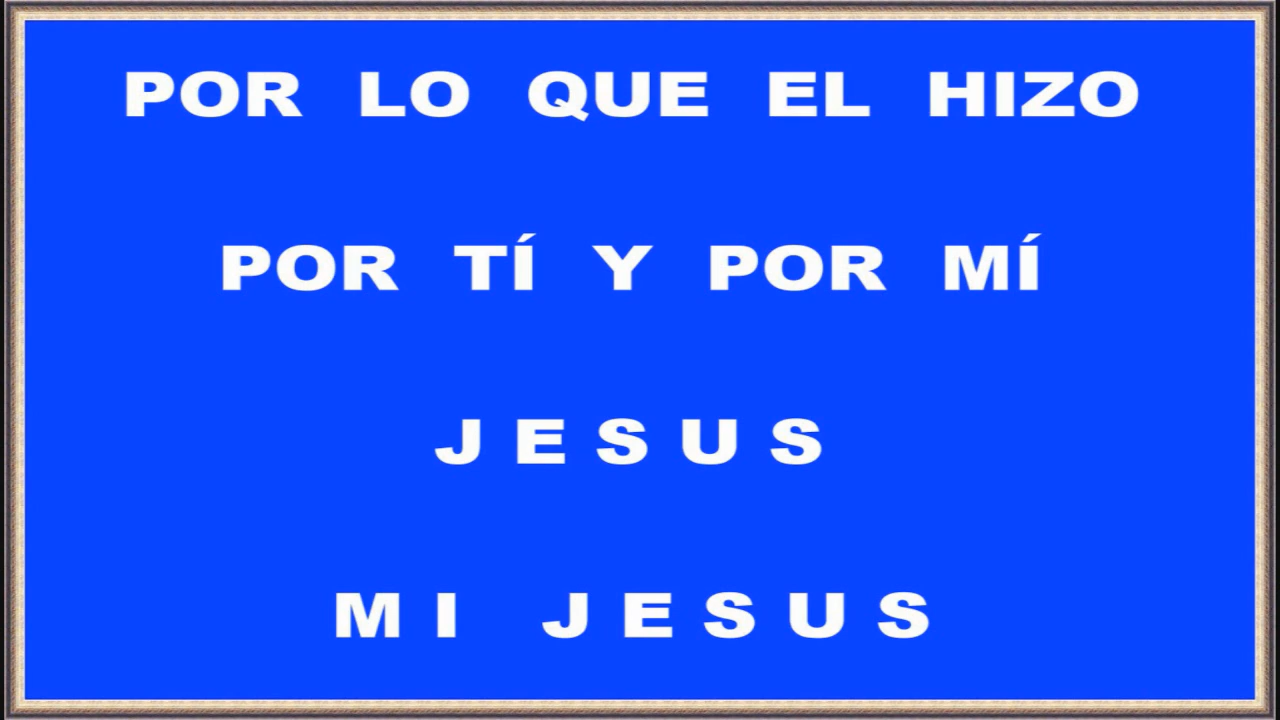 POR LO QUE EL HIZO
POR TÍ Y POR MÍ
J E S U S
M I J E S U S